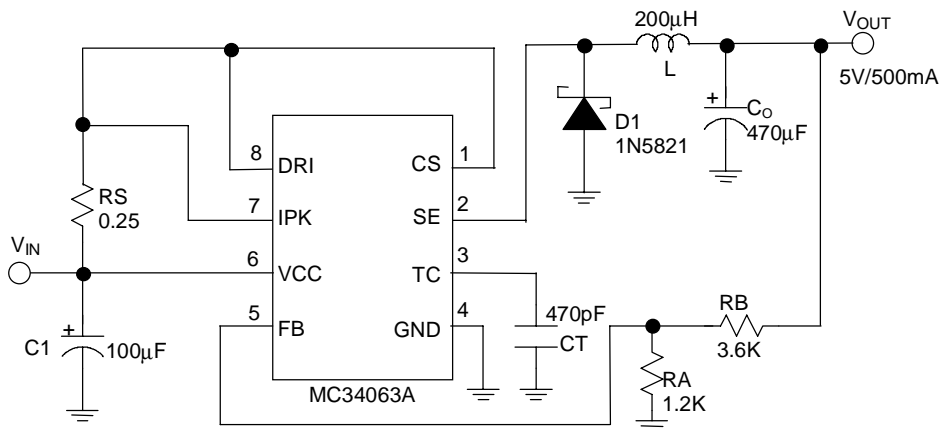 200μH
L
VOUT
5V/500mA
D1
1N5821
CO
470μF
RS
0.25
VIN
C1
100μF
8
DRI
CS
1
7
IPK
SE
2
6
VCC
TC
3
5
FB
GND
4
MC34063A
470pF
CT
RB
3.6K
RA
1.2K